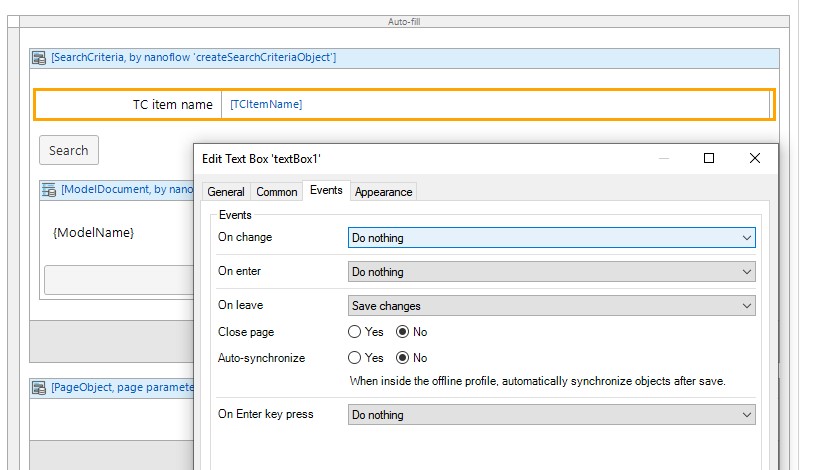 Auto-fill
[SearchCriteria, by nanoflow 'createSearchCriteriaObject']
TC item name [TCItemName]
Search
Edit Text Box 'textBox1'
[ModelDocument, by nano
General Common Events Appearance
Events
{ModelName}
On change Do nothing
On enter Do nothing
On leave Save changes
Close page Yes No
Auto-synchronize Yes No
When inside the offline profile, automatically synchronize objects after save.
[PageObject, page paramete
On Enter key press Do nothing